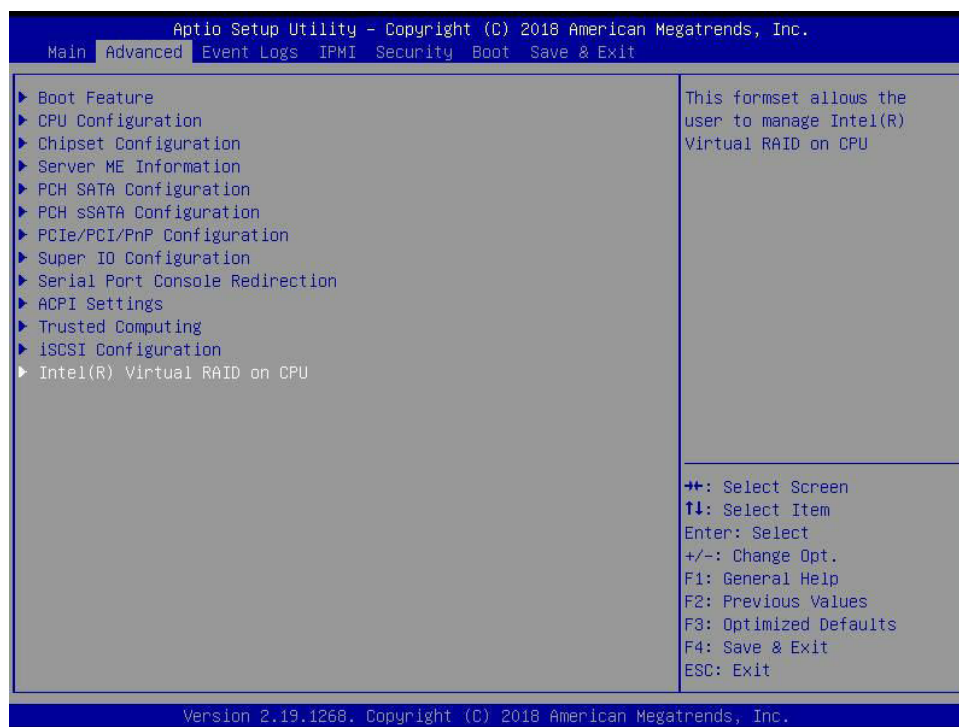 Aptio Setup Utility – Copyright (C) 2018 American Megatrends, Inc.
Main Advanced Event Logs IPMI Security Boot Save & Exit
▶ Boot Feature
▶ CPU Configuration
▶ Chipset Configuration
▶ Server ME Information
▶ PCH SATA Configuration
▶ PCH sSATA Configuration
▶ PCIe/PCI/PnP Configuration
▶ Super IO Configuration
▶ Serial Port Console Redirection
▶ ACPI Settings
▶ Trusted Computing
▶ iSCSI Configuration
▶ Intel(R) Virtual RAID on CPU
This formset allows the
user to manage Intel(R)
Virtual RAID on CPU
→←: Select Screen
↑↓: Select Item
Enter: Select
+/-: Change Opt.
F1: General Help
F2: Previous Values
F3: Optimized Defaults
F4: Save & Exit
ESC: Exit
Version 2.19.1268. Copyright (C) 2018 American Megatrends, Inc.